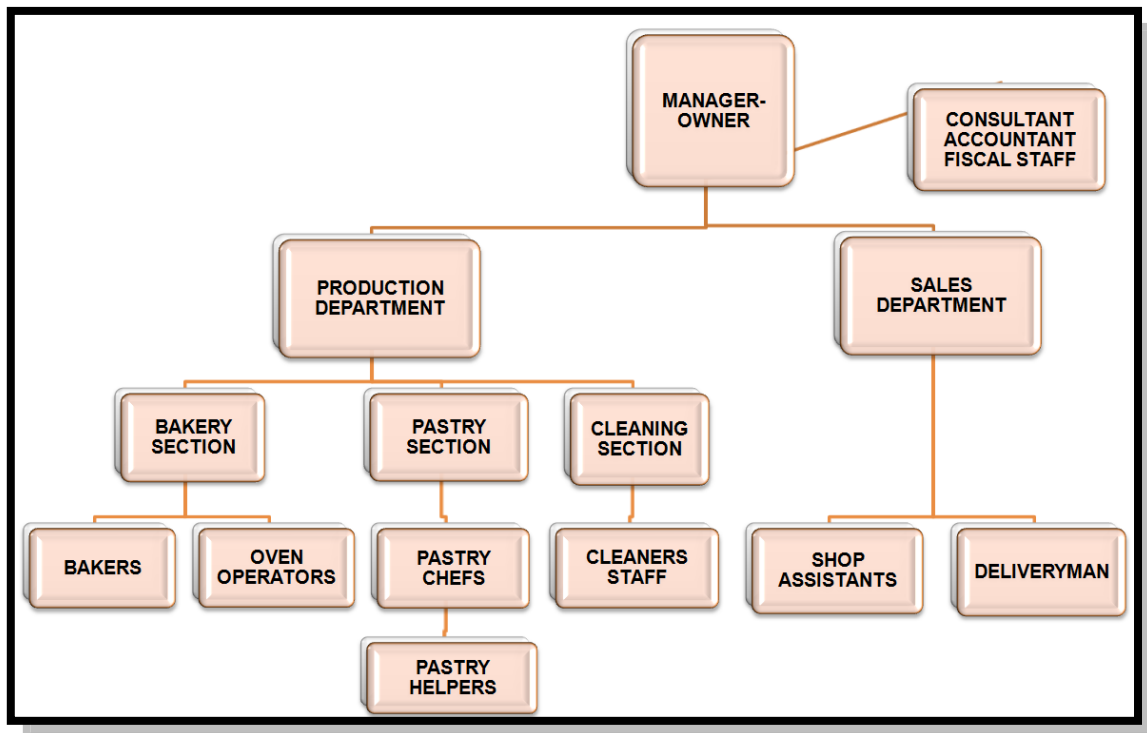 MANAGER-
OWNER
CONSULTANT
ACCOUNTANT
FISCAL STAFF
PRODUCTION
DEPARTMENT
SALES
DEPARTMENT
BAKERY
SECTION
PASTRY
SECTION
CLEANING
SECTION
BAKERS
OVEN
OPERATORS
PASTRY
CHEFS
CLEANERS
STAFF
SHOP
ASSISTANTS
DELIVERYMAN
PASTRY
HELPERS